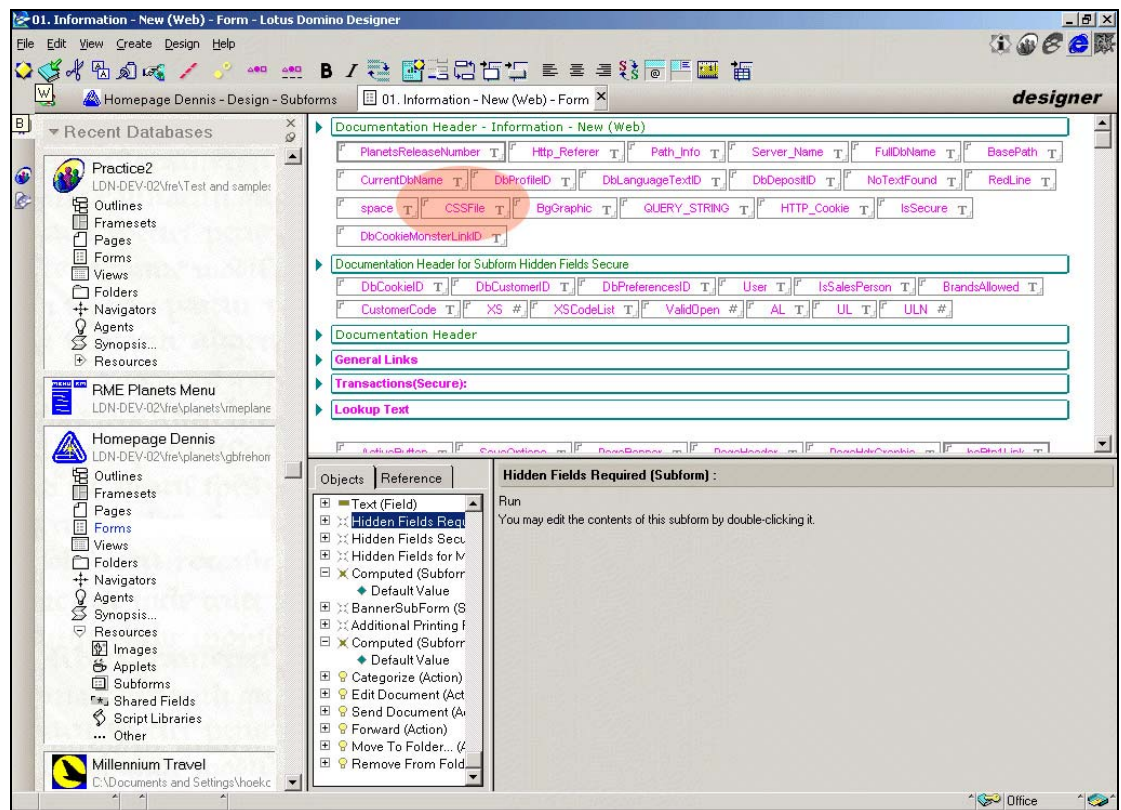 01. Information - New (Web) - Form - Lotus Domino Designer
File Edit View Create Design Help
W
Homepage Dennis - Design - Subforms
01. Information - New (Web) - Form
designer
B
Recent Databases
Practice2
LDN-DEV-02\fre\Test and samples
Outlines
Framesets
Pages
Forms
Views
Folders
Navigators
Agents
Synopsis...
Resources
RME Planets Menu
LDN-DEV-02\fre\planets\rmeplane
Homepage Dennis
LDN-DEV-02\fre\planets\gbfrehom
Outlines
Framesets
Pages
Forms
Views
Folders
Navigators
Agents
Synopsis...
Resources
Images
Applets
Subforms
Shared Fields
Script Libraries
... Other
Millennium Travel
C:\Documents and Settings\hoekc
Documentation Header - Information - New (Web)
PlanetsReleaseNumber T Http_Referer T Path_Info T Server_Name T FullDbName T BasePath T
CurrentDbName T DbProfileID T DbLanguageTextID T DbDepositID T NoTextFound T RedLine T
space T CSSFile T BgGraphic T QUERY_STRING T HTTP_Cookie T IsSecure T
DbCookieMonsterLinkID T
Documentation Header for Subform Hidden Fields Secure
DbCookieID T DbCustomerID T DbPreferencesID T User T IsSalesPerson T BrandsAllowed T
CustomerCode T XS # XSCodeList T ValidOpen # AL T UL T ULN #
Documentation Header
General Links
Transactions(Secure):
Lookup Text
Objects Reference
Text (Field)
Hidden Fields Requ
Hidden Fields Secu
Hidden Fields for M
Computed (Subform
Default Value
BannerSubForm (S
Additional Printing F
Computed (Subform
Default Value
Categorize (Action)
Edit Document (Act
Send Document (A
Forward (Action)
Move To Folder... (A
Remove From Fold
Hidden Fields Required (Subform) :
Run
You may edit the contents of this subform by double-clicking it.
Office